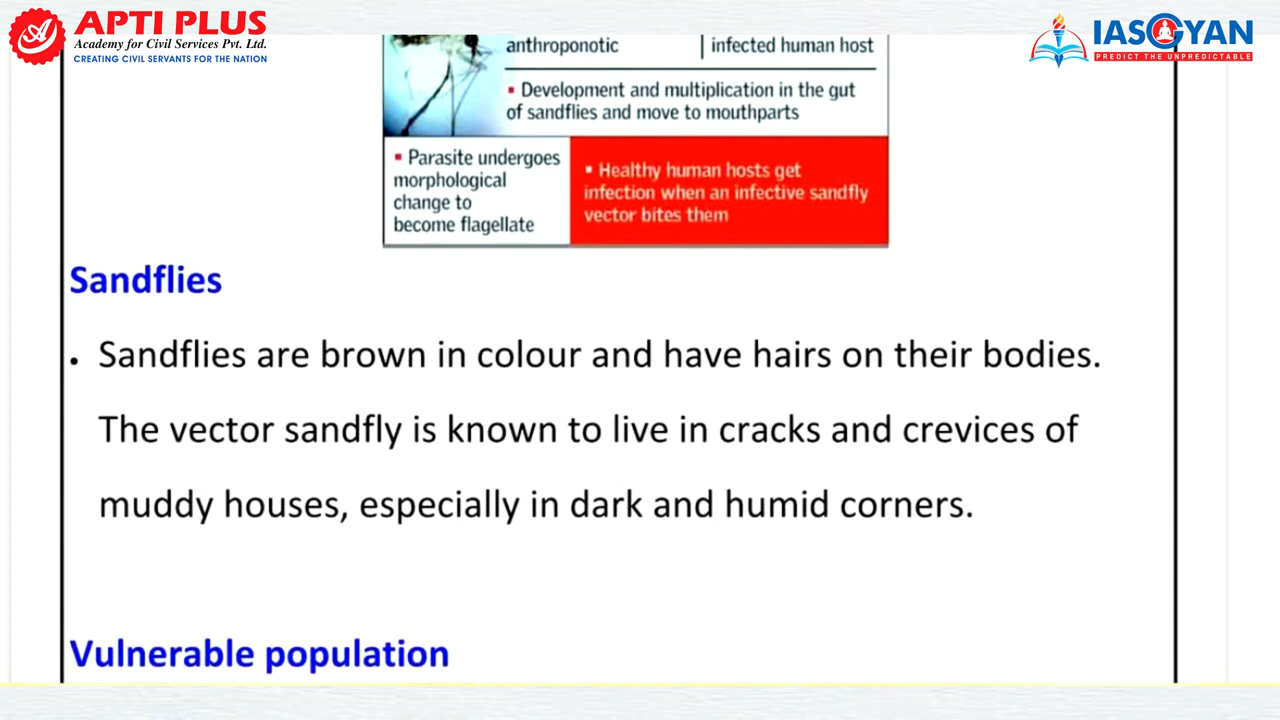 APTI PLUS
Academy for Civil Services Pvt. Ltd.
CREATING CIVIL SERVANTS FOR THE NATION
IASGYAN
PREDICT THE UNPREDICTABLE
anthroponotic
infected human host
▪ Development and multiplication in the gut
of sandflies and move to mouthparts
▪ Parasite undergoes
morphological
change to
become flagellate
▪ Healthy human hosts get
infection when an infective sandfly
vector bites them
Sandflies
• Sandflies are brown in colour and have hairs on their bodies.
The vector sandfly is known to live in cracks and crevices of
muddy houses, especially in dark and humid corners.
Vulnerable population